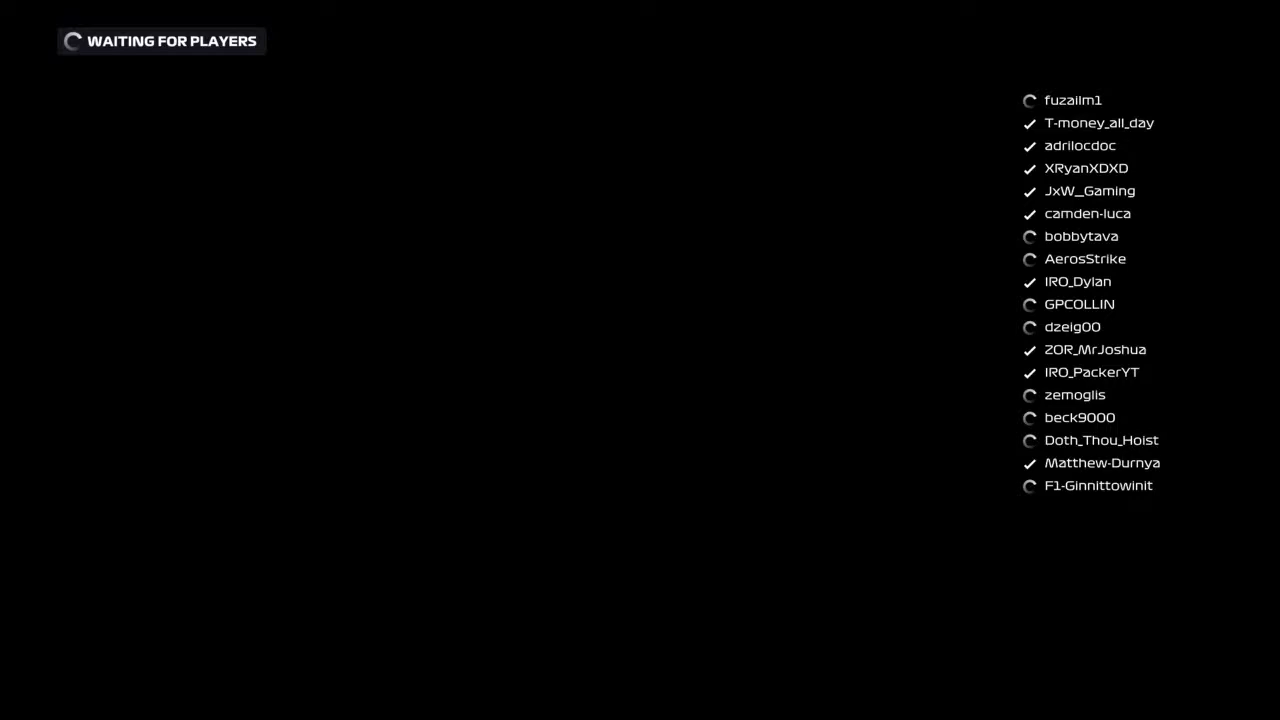 WAITING FOR PLAYERS
fuzailm1
T-money_all_day
adrilocdoc
XRyanXDXD
JxW__Gaming
camden-luca
bobbytava
AerosStrike
IRO_Dylan
GPCOLLIN
dzeig00
ZOR_MrJoshua
IRO_PackerYT
zemoglis
beck9000
Doth_Thou_Hoist
Matthew-Durnya
F1-Ginnittowinit